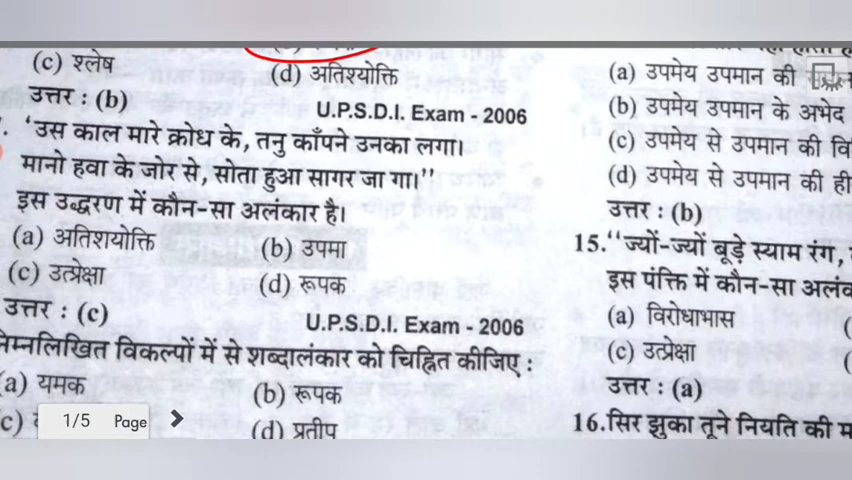 (c) श्लेष
(d) अतिश्योक्ति
उत्तर : (b)
U.P.S.D.I. Exam - 2006
'उस काल मारे क्रोध के, तनु काँपने उनका लगा।
मानो हवा के जोर से, सोता हुआ सागर जा गा।''
इस उद्धरण में कौन-सा अलंकार है।
(a) अतिशयोक्ति
(b) उपमा
(c) उत्प्रेक्षा
(d) रूपक
उत्तर : (c)
U.P.S.D.I. Exam - 2006
निम्नलिखित विकल्पों में से शब्दालंकार को चिह्नित कीजिए :
(a) यमक
(b) रूपक
(d) प्रतीप
1/5 Page
(a) उपमेय उपमान की
(b) उपमेय उपमान के अभेद
(c) उपमेय से उपमान की
(d) उपमेय से उपमान की
उत्तर : (b)
15. ''ज्यों-ज्यों बूड़े स्याम रंग,
इस पंक्ति में कौन-सा
(a) विरोधाभास
(c) उत्प्रेक्षा
उत्तर : (a)
16. सिर झुका तूने नियति की